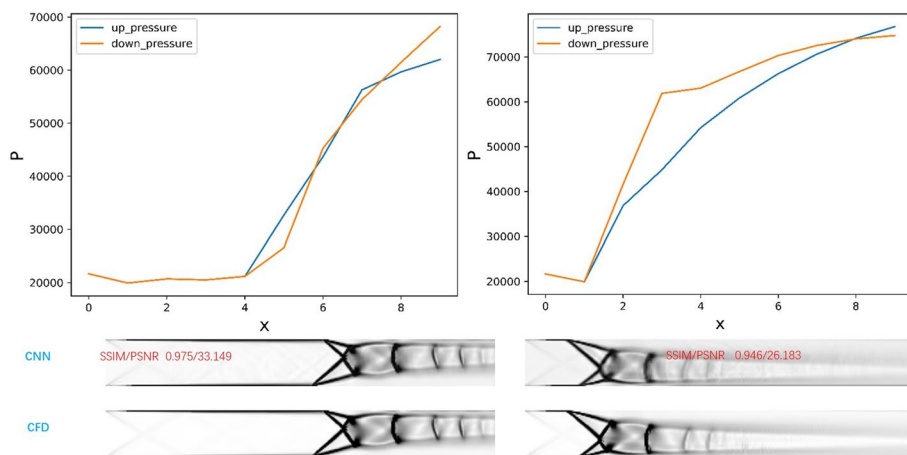 70000
60000
50000
40000
30000
20000
P
up_pressure
down_pressure
0 2 4 6 8
x
70000
60000
50000
40000
30000
20000
P
up_pressure
down_pressure
0 2 4 6 8
x
CNN
SSIM/PSNR 0.975/33.149
SSIM/PSNR 0.946/26.183
CFD